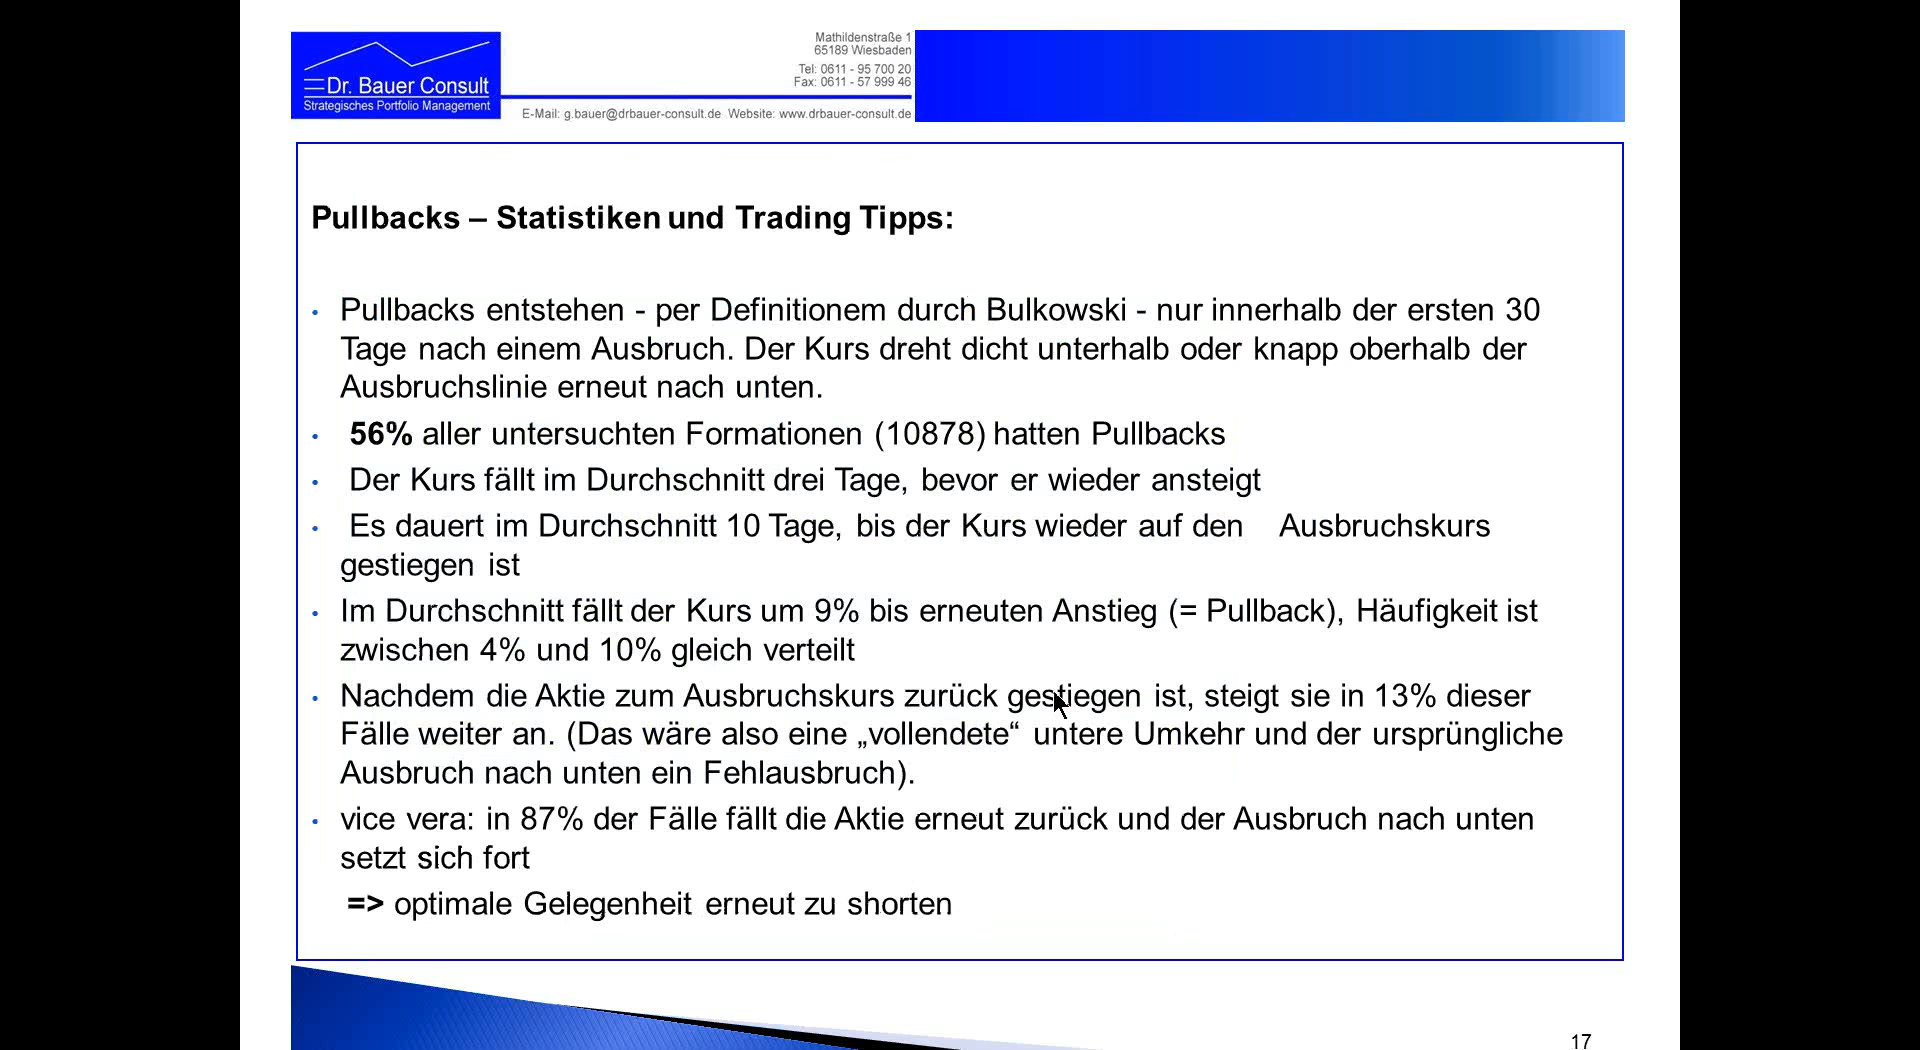 Dr. Bauer Consult
Strategisches Portfolio Management
Mathildenstraße 1
65189 Wiesbaden
Tel: 0611 - 95 700 20
Fax: 0611 - 57 999 46
E-Mail: g.bauer@drbauer-consult.de Website: www.drbauer-consult.de
Pullbacks – Statistiken und Trading Tipps:
• Pullbacks entstehen - per Definitionem durch Bulkowski - nur innerhalb der ersten 30
Tage nach einem Ausbruch. Der Kurs dreht dicht unterhalb oder knapp oberhalb der
Ausbruchslinie erneut nach unten.
• 56% aller untersuchten Formationen (10878) hatten Pullbacks
• Der Kurs fällt im Durchschnitt drei Tage, bevor er wieder ansteigt
• Es dauert im Durchschnitt 10 Tage, bis der Kurs wieder auf den Ausbruchskurs
gestiegen ist
• Im Durchschnitt fällt der Kurs um 9% bis erneuten Anstieg (= Pullback), Häufigkeit ist
zwischen 4% und 10% gleich verteilt
• Nachdem die Aktie zum Ausbruchskurs zurück gestiegen ist, steigt sie in 13% dieser
Fälle weiter an. (Das wäre also eine „vollendete“ untere Umkehr und der ursprüngliche
Ausbruch nach unten ein Fehlausbruch).
• vice vera: in 87% der Fälle fällt die Aktie erneut zurück und der Ausbruch nach unten
setzt sich fort
=> optimale Gelegenheit erneut zu shorten
17